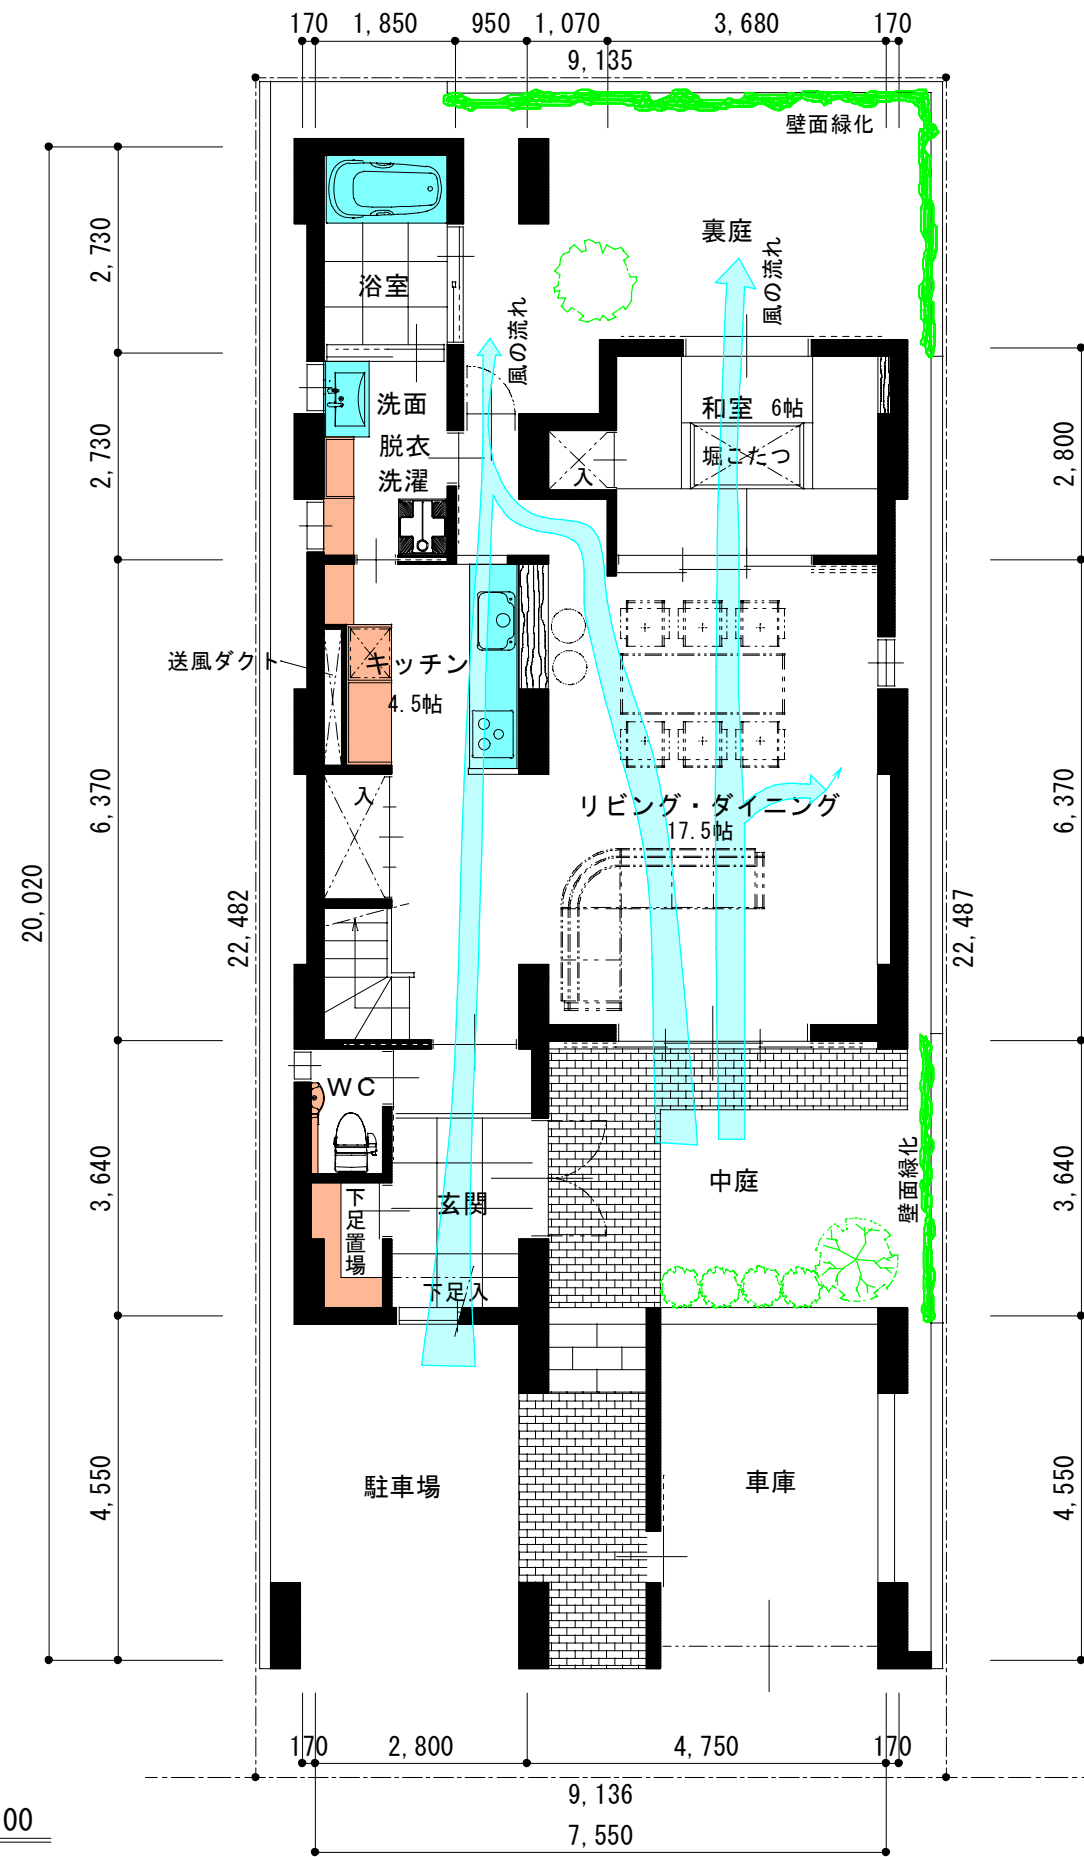 170 1,850 950 1,070 3,680 170
9,135
壁面緑化
裏庭
風の流れ
風の流れ
浴室
2,730
洗面
脱衣
洗濯
和室 6帖
堀こたつ
入
2,730
2,800
送風ダクト
キッチン
4.5帖
入
リビング・ダイニング
17.5帖
6,370
6,370
20,020
22,482
22,487
WC
下足置場
玄関
下足入
中庭
壁面緑化
3,640
3,640
駐車場
車庫
4,550
4,550
170 2,800 4,750 170
9,136
7,550
00